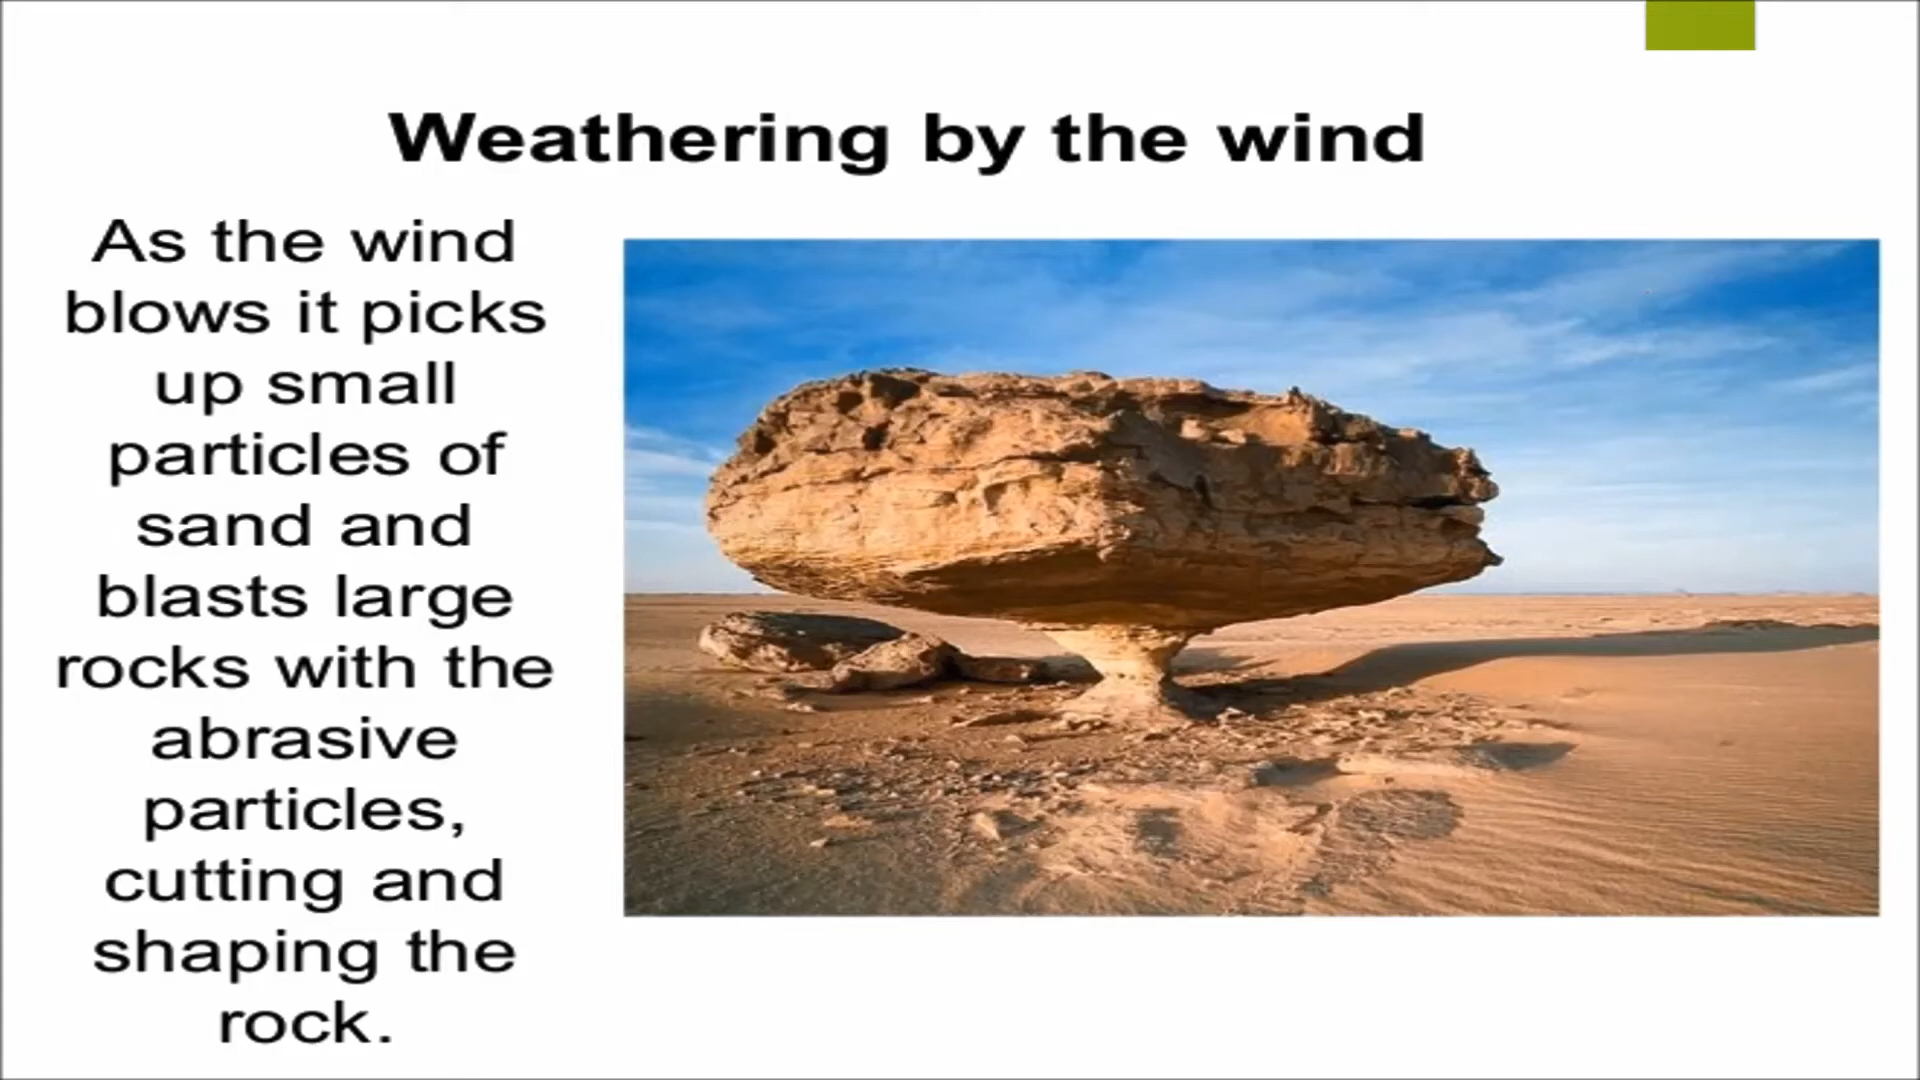 Weathering by the wind
As the wind
blows it picks
up small
particles of
sand and
blasts large
rocks with the
abrasive
particles,
cutting and
shaping the
rock.